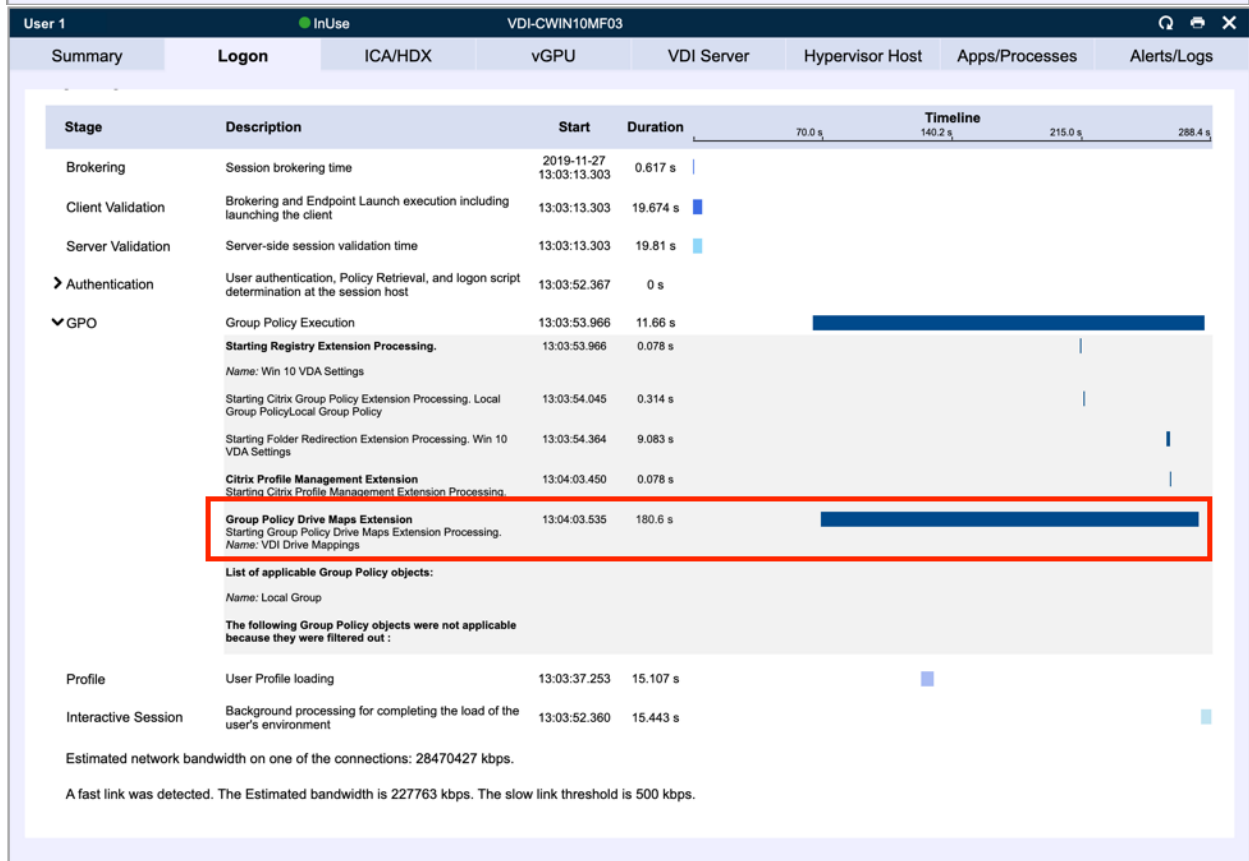 User 1 InUse VDI-CWIN10MF03
Summary Logon ICA/HDX vGPU VDI Server Hypervisor Host Apps/Processes Alerts/Logs
Stage Description Start Duration Timeline
70.0 s 140.2 s 215.0 s 288.4 s
Brokering Session brokering time 2019-11-27 13:03:13.303 0.617 s
Client Validation Brokering and Endpoint Launch execution including 13:03:13.303 19.674 s
launching the client
Server Validation Server-side session validation time 13:03:13.303 19.81 s
Authentication User authentication, Policy Retrieval, and logon script 13:03:52.367 0 s
determination at the session host
GPO Group Policy Execution 13:03:53.966 11.66 s
Starting Registry Extension Processing. 13:03:53.966 0.078 s
Name: Win 10 VDA Settings
Starting Citrix Group Policy Extension Processing. Local 13:03:54.045 0.314 s
Group PolicyLocal Group Policy
Starting Folder Redirection Extension Processing. Win 10 13:03:54.364 9.083 s
VDA Settings
Citrix Profile Management Extension 13:04:03.450 0.078 s
Starting Citrix Profile Management Extension Processing.
Group Policy Drive Maps Extension 13:04:03.535 180.6 s
Starting Group Policy Drive Maps Extension Processing.
Name: VDI Drive Mappings
List of applicable Group Policy objects:
Name: Local Group
The following Group Policy objects were not applicable
because they were filtered out :
Profile User Profile loading 13:03:37.253 15.107 s
Interactive Session Background processing for completing the load of the 13:03:52.360 15.443 s
user's environment
Estimated network bandwidth on one of the connections: 28470427 kbps.
A fast link was detected. The Estimated bandwidth is 227763 kbps. The slow link threshold is 500 kbps.